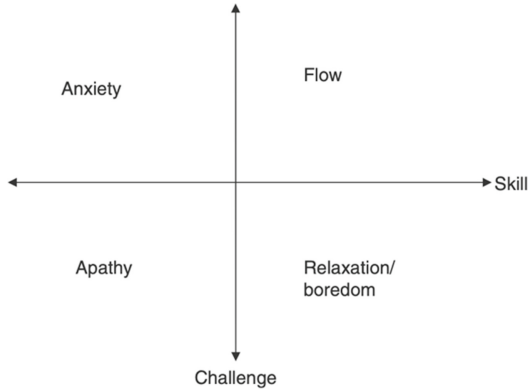 Anxiety
Flow
Skill
Apathy
Relaxation/
boredom
Challenge